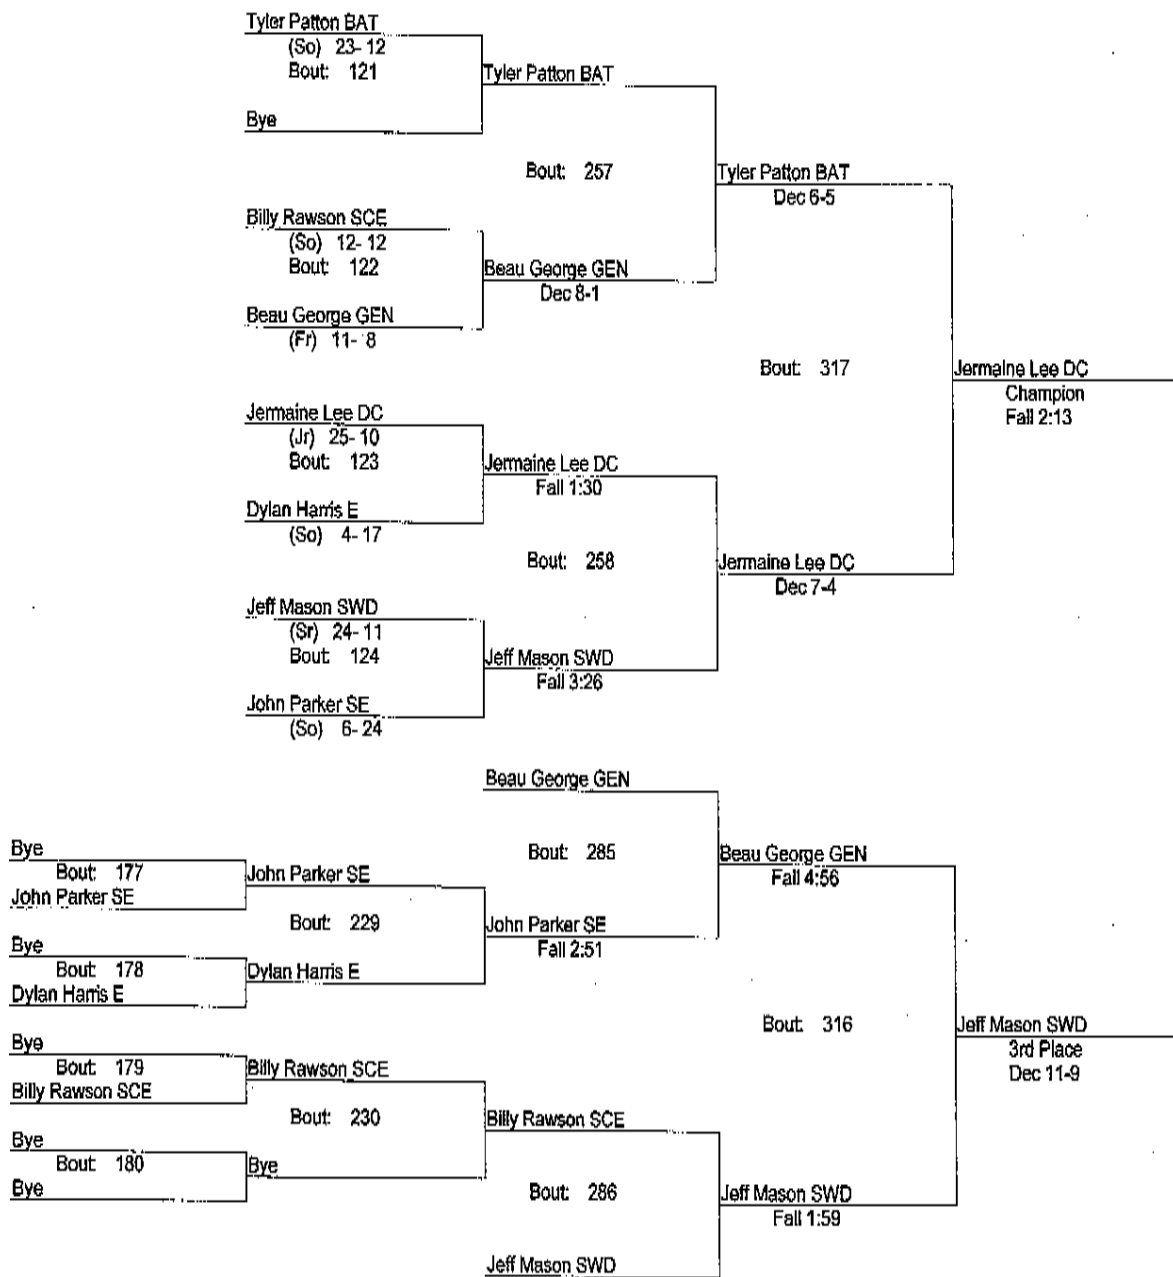 Tyler Patton BAT
(So) 23- 12
Bout: 121
Tyler Patton BAT
Bye
Bout: 257
Tyler Patton BAT
Dec 6-5
Billy Rawson SCE
(So) 12- 12
Bout: 122
Beau George GEN
Dec 8-1
Beau George GEN
(Fr) 11- 8
Bout: 317
Jermaine Lee DC
Champion
Fall 2:13
Jermaine Lee DC
(Jr) 25- 10
Bout: 123
Jermaine Lee DC
Fall 1:30
Dylan Harris E
(So) 4- 17
Bout: 258
Jermaine Lee DC
Dec 7-4
Jeff Mason SWD
(Sr) 24- 11
Bout: 124
Jeff Mason SWD
Fall 3:26
John Parker SE
(So) 6- 24
Beau George GEN
Bout: 285
Beau George GEN
Fall 4:56
Bye
Bout: 177
John Parker SE
John Parker SE
Bout: 229
John Parker SE
Fall 2:51
Bye
Bout: 178
Dylan Harris E
Dylan Harris E
Bout: 316
Jeff Mason SWD
3rd Place
Dec 11-9
Bye
Bout: 179
Billy Rawson SCE
Billy Rawson SCE
Bout: 230
Billy Rawson SCE
Bye
Bout: 180
Bye
Bye
Bout: 286
Jeff Mason SWD
Fall 1:59
Jeff Mason SWD